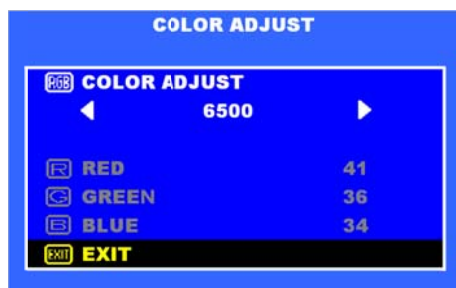 COLOR ADJUST
RGB COLOR ADJUST
6500
R RED 41
G GREEN 36
B BLUE 34
EXIT EXIT